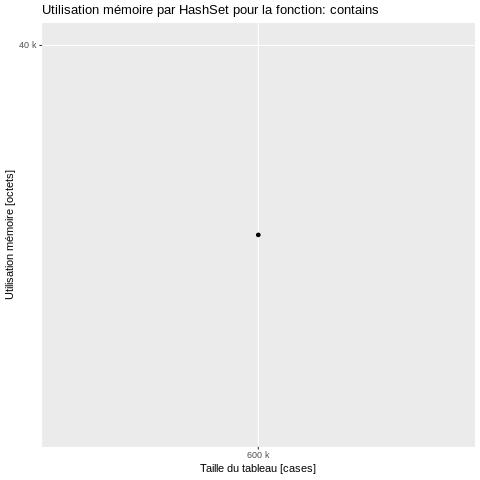 Utilisation mémoire par HashSet pour la fonction: contains
40 k
Utilisation mémoire [octets]
600 k
Taille du tableau [cases]